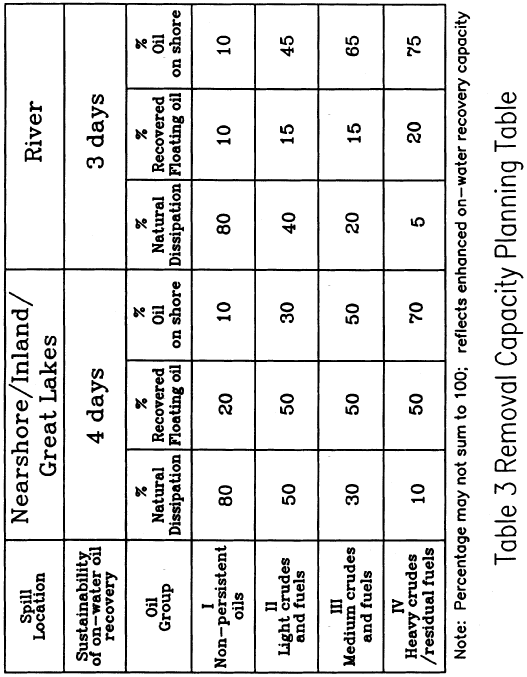 Spill Location | Nearshore/Inland/ Great Lakes | River
Sustainability of on-water oil recovery | 4 days | 3 days
Oil Group | % Natural Dissipation | % Recovered Floating oil | % Oil on shore | % Natural Dissipation | % Recovered Floating oil | % Oil on shore
I Non-persistent oils | 80 | 20 | 10 | 80 | 10 | 10
II Light crudes and fuels | 50 | 50 | 30 | 40 | 15 | 45
III Medium crudes and fuels | 30 | 50 | 50 | 20 | 15 | 65
IV Heavy crudes /residual fuels | 10 | 50 | 70 | 5 | 20 | 75
Note: Percentage may not sum to 100; reflects enhanced on-water recovery capacity
Table 3 Removal Capacity Planning Table